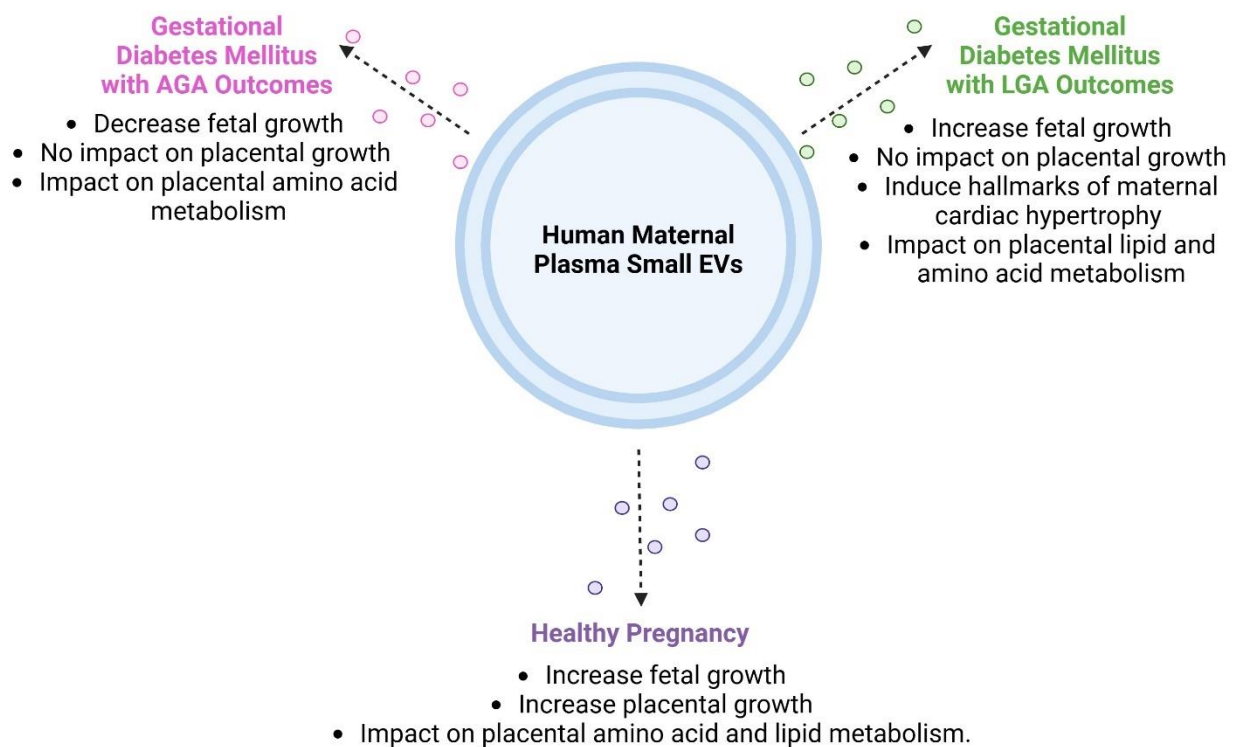 Gestational
Diabetes Mellitus
with AGA Outcomes
• Decrease fetal growth
• No impact on placental growth
• Impact on placental amino acid
metabolism
Gestational
Diabetes Mellitus
with LGA Outcomes
• Increase fetal growth
• No impact on placental growth
• Induce hallmarks of maternal
cardiac hypertrophy
• Impact on placental lipid and
amino acid metabolism
Human Maternal
Plasma Small EVs
Healthy Pregnancy
• Increase fetal growth
• Increase placental growth
• Impact on placental amino acid and lipid metabolism.